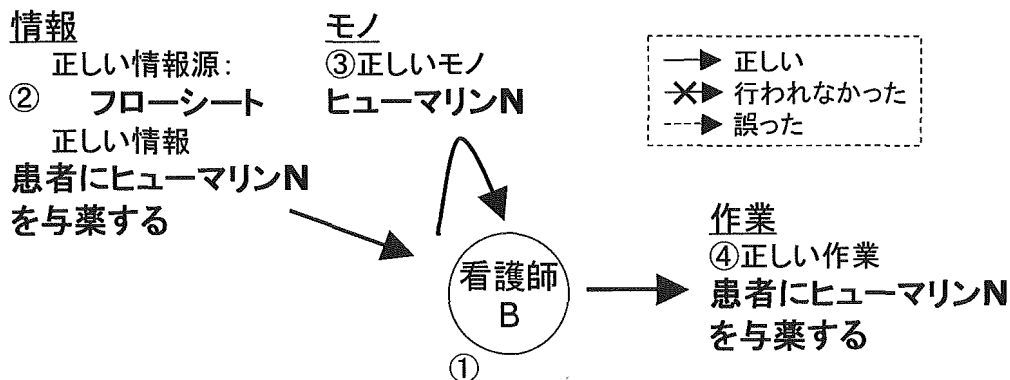 情報
正しい情報源:
② フローシート
正しい情報
患者にヒューマリンN
を与薬する
モノ
③正しいモノ
ヒューマリンN
正しい
行われなかった
誤った
看護師
B
①
作業
④正しい作業
患者にヒューマリンN
を与薬する